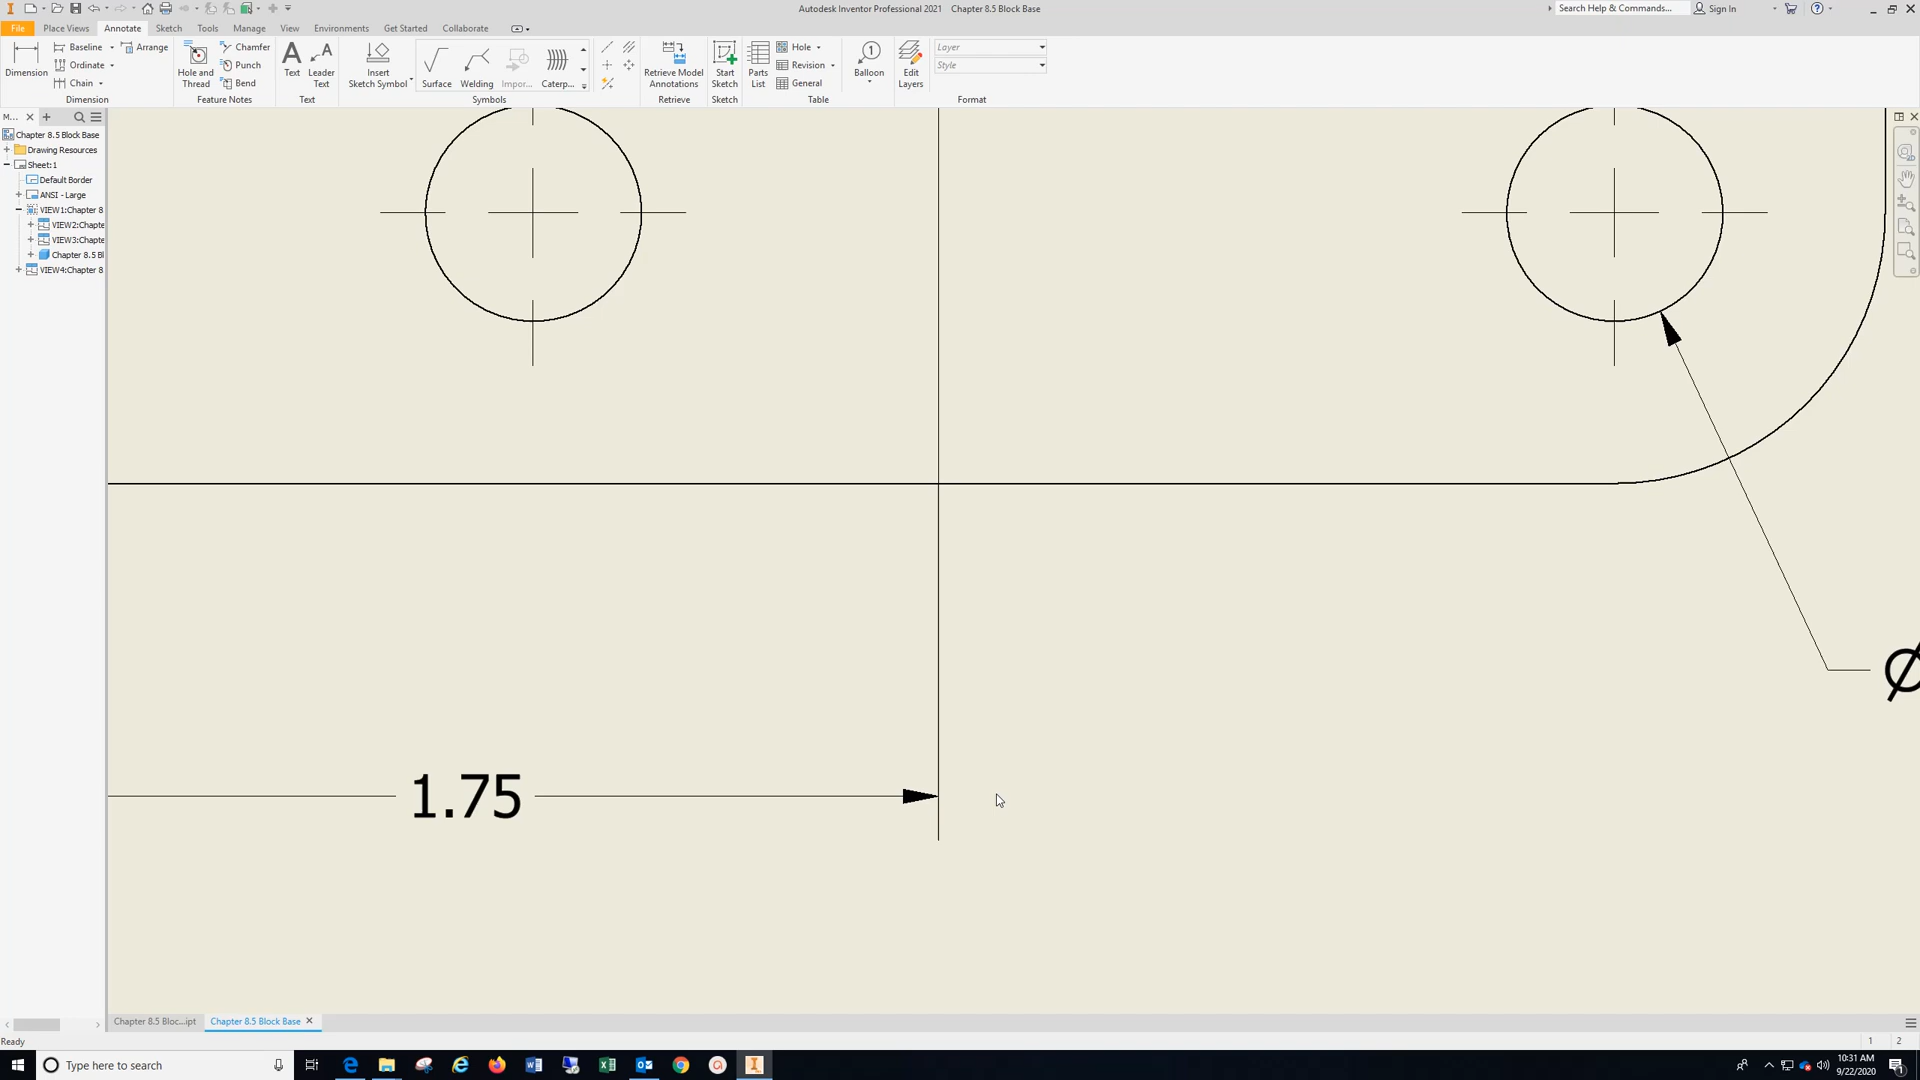 Autodesk Inventor Professional 2021 Chapter 8.5 Block Base
Search Help & Commands...
Sign In
File Place Views Annotate Sketch Tools Manage View Environments Get Started Collaborate
Dimension
Baseline
Ordinate
Chain
Arrange
Dimension
Hole and Thread
Chamfer
Punch
Bend
Feature Notes
Text
Leader Text
Text
Insert Sketch Symbol
Surface
Welding
Impor...
Caterp...
Symbols
Retrieve Model Annotations
Retrieve
Start Sketch
Sketch
Parts List
Hole
Revision
General
Table
Balloon
1
Edit Layers
Layer
Style
Format
M...
Chapter 8.5 Block Base
Drawing Resources
Sheet:1
Default Border
ANSI - Large
VIEW1:Chapter 8
VIEW2:Chapte
VIEW3:Chapte
Chapter 8.5 Bl
VIEW4:Chapter 8
Ø
1.75
Chapter 8.5 Bloc...ipt
Chapter 8.5 Block Base
Ready
1 2
Type here to search
10:31 AM
9/22/2020